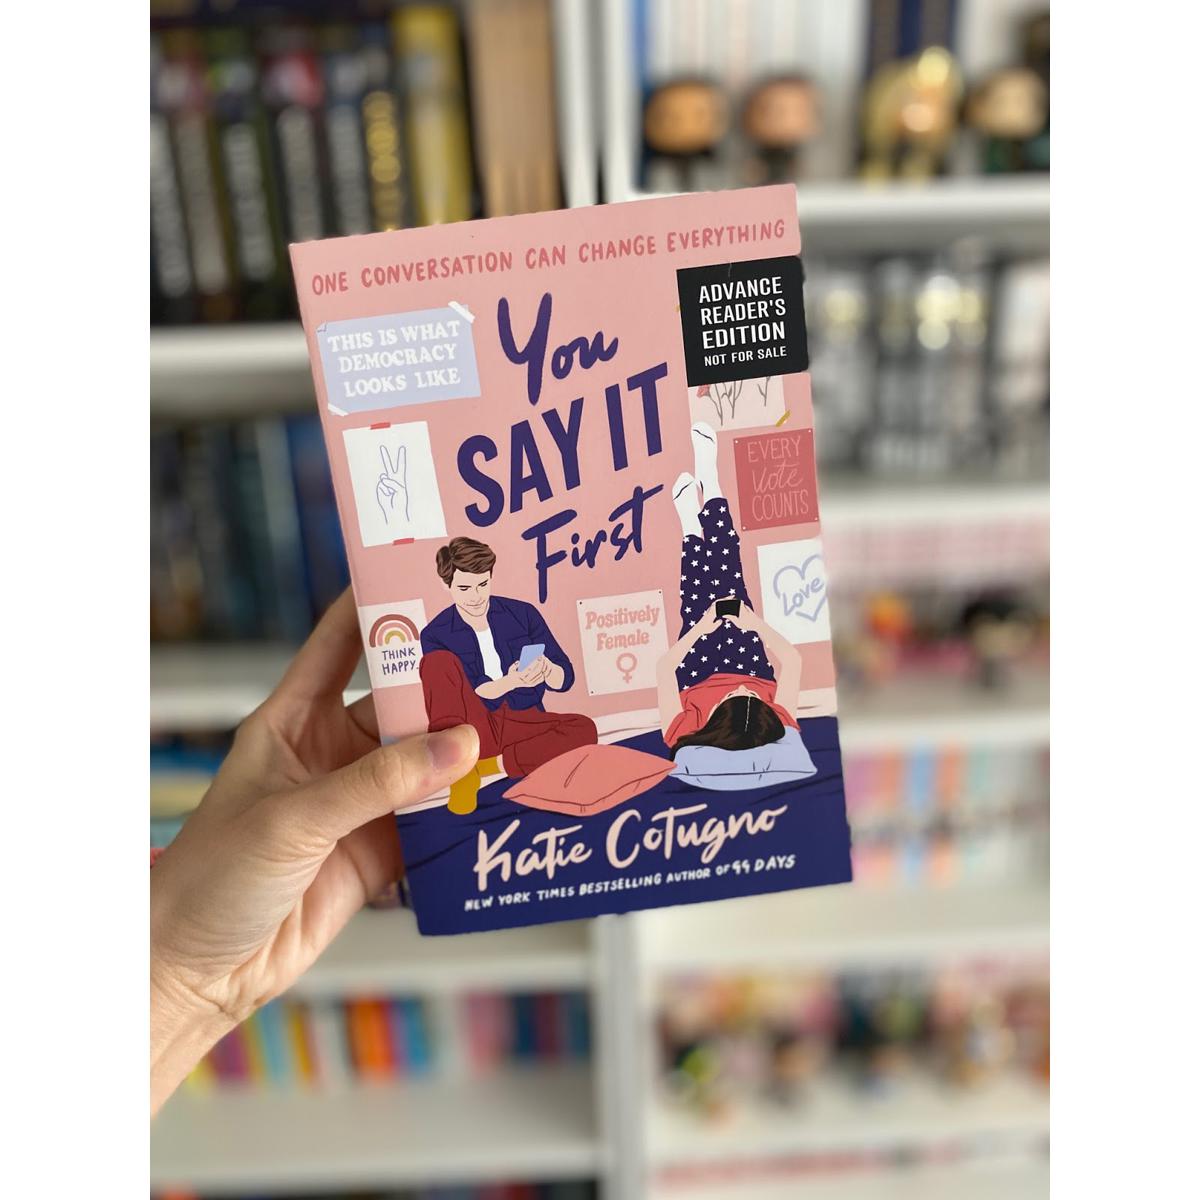 ONE CONVERSATION CAN CHANGE EVERYTHING
ADVANCE
READER'S
EDITION
NOT FOR SALE
THIS IS WHAT
DEMOCRACY
LOOKS LIKE
You
SAY IT
First
EVERY
Vote
COUNTS
Love
Positively
Female
THINK
HAPPY
Katie Cotugno
NEW YORK TIMES BESTSELLING AUTHOR OF 99 DAYS